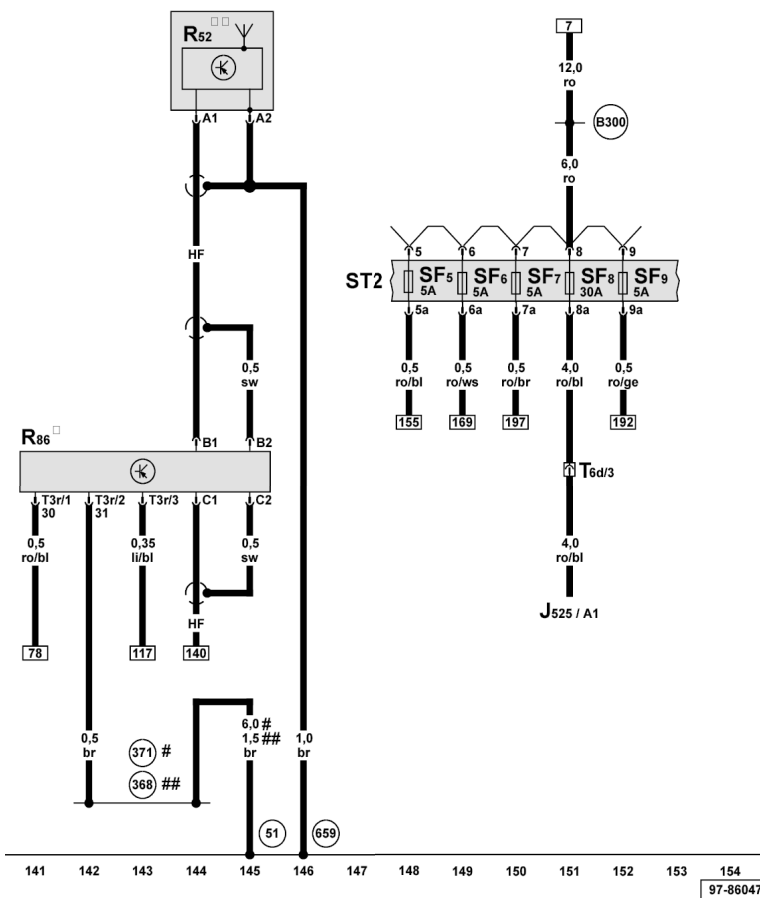 7
R52
12,0
ro
A1 A2
B300
6,0
ro
HF
5 6 7 8 9
ST2 SF5 5A SF6 5A SF7 5A SF8 30A SF9 5A
5a 6a 7a 8a 9a
0,5 sw
0,5 ro/bl 0,5 ro/ws 0,5 ro/br 4,0 ro/bl 0,5 ro/ge
155 169 197 192
R86
B1 B2
T6d/3
T3r/1 30 T3r/2 31 T3r/3 C1 C2
0,5 ro/bl 0,35 li/bl 0,5 sw
4,0 ro/bl
J525 / A1
HF
78 117 140
6,0 #
1,5 ##
br
0,5 br
1,0 br
371 #
368 ##
51 659
141 142 143 144 145 146 147 148 149 150 151 152 153 154
97-86047